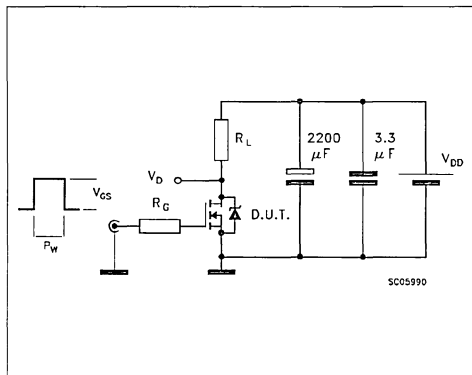 R_L
2200 μF
3.3 μF
V_DD
V_D
V_GS
R_G
D.U.T.
P_W
SC05990